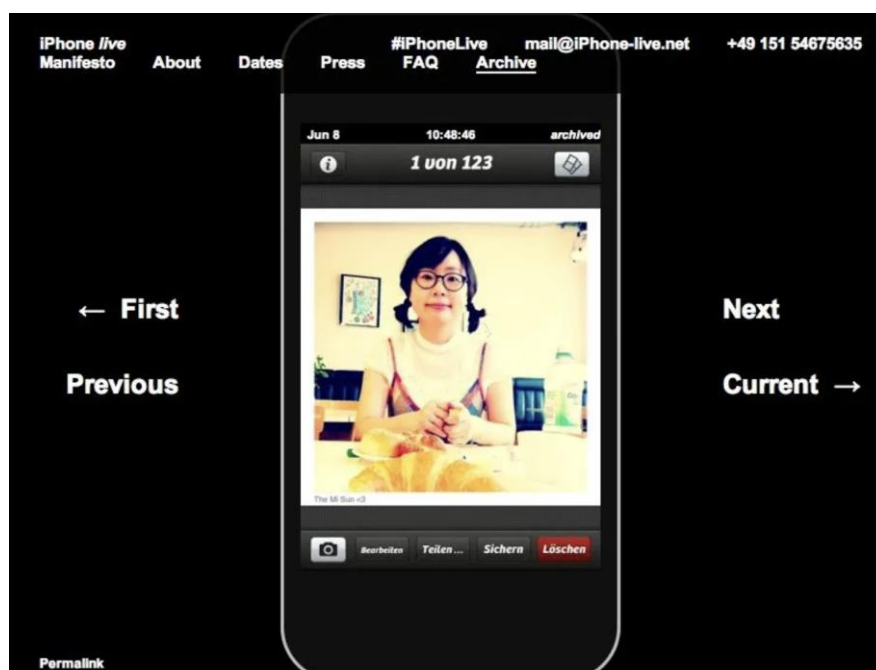 iPhone live #iPhoneLive mail@iPhone-live.net +49 151 54675635
Manifesto About Dates Press FAQ Archive
Jun 8 10:48:46 archived
1 von 123
← First
Next
Previous
Current →
The Mi Sun <3
Bearbeiten Teilen ... Sichern Löschen
Permalink